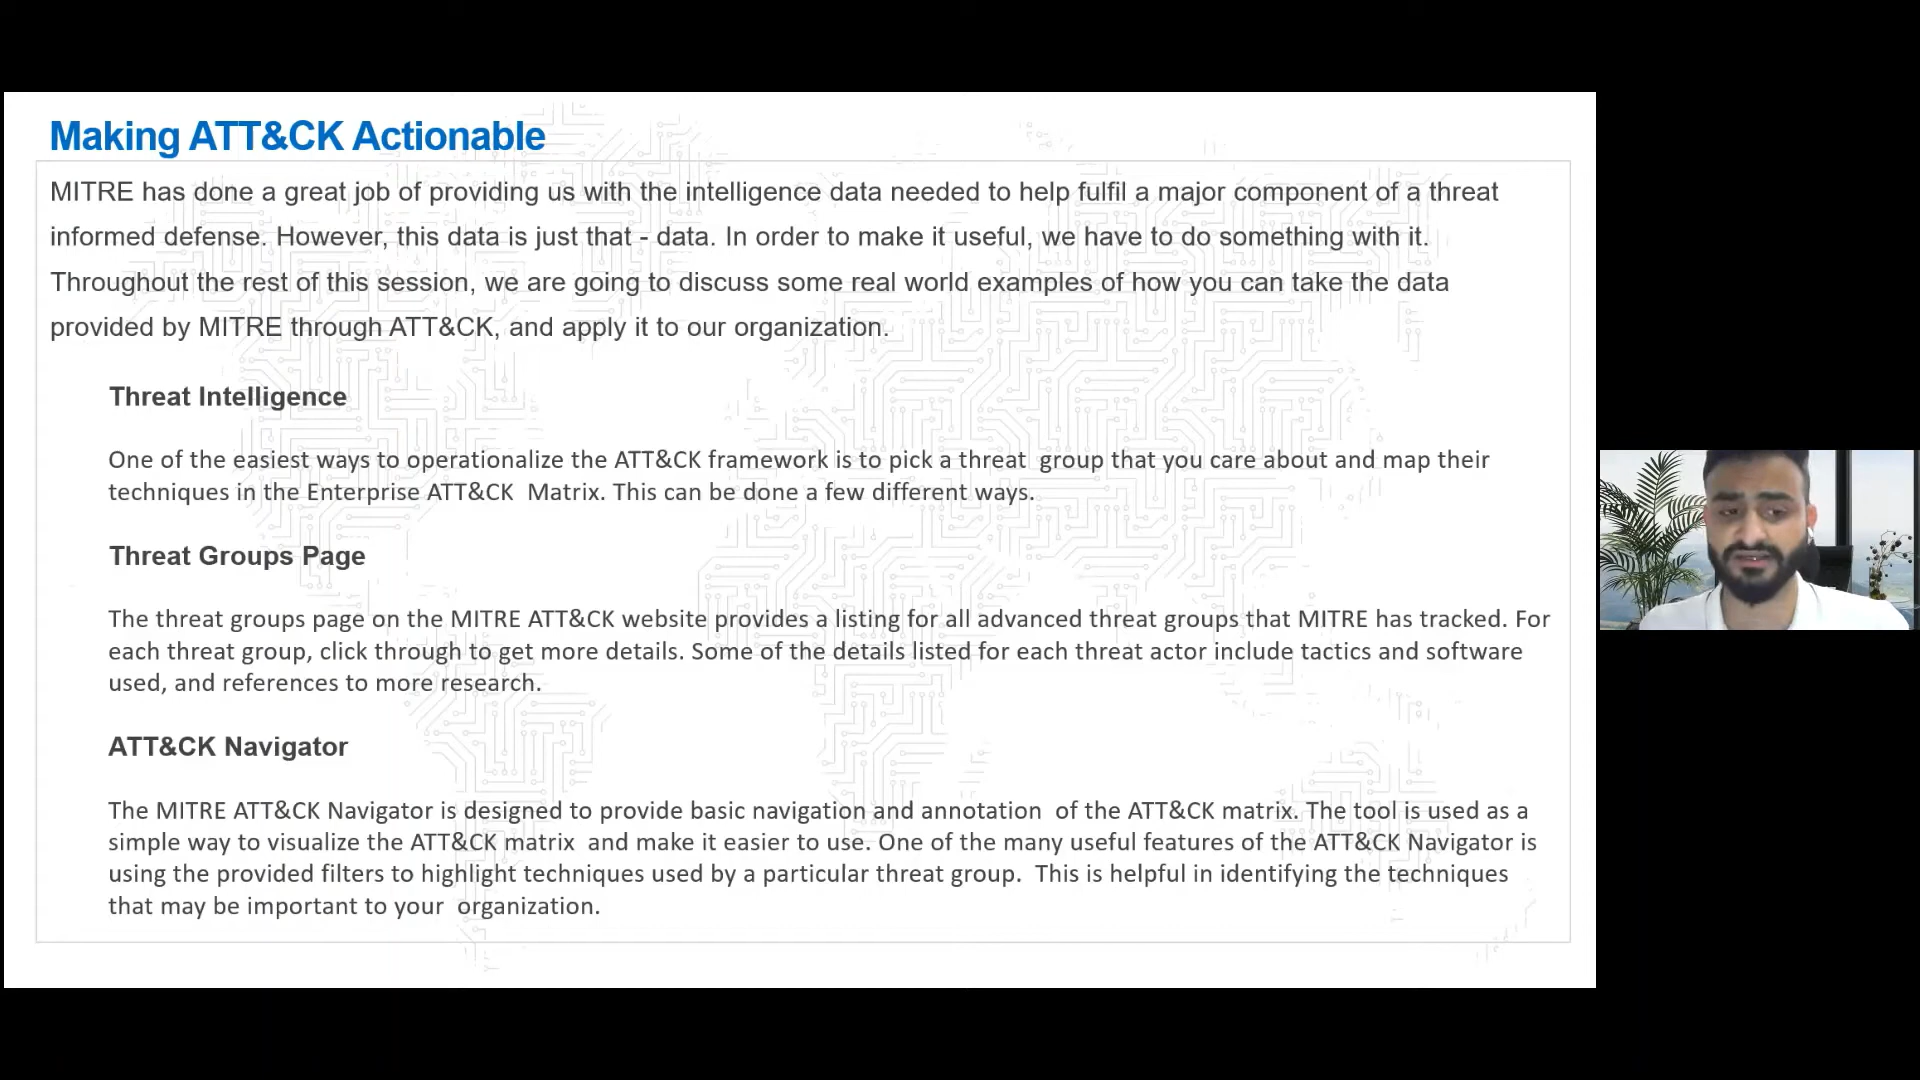 Making ATT&CK Actionable
MITRE has done a great job of providing us with the intelligence data needed to help fulfil a major component of a threat
informed defense. However, this data is just that - data. In order to make it useful, we have to do something with it.
Throughout the rest of this session, we are going to discuss some real world examples of how you can take the data
provided by MITRE through ATT&CK, and apply it to our organization.
Threat Intelligence
One of the easiest ways to operationalize the ATT&CK framework is to pick a threat group that you care about and map their
techniques in the Enterprise ATT&CK Matrix. This can be done a few different ways.
Threat Groups Page
The threat groups page on the MITRE ATT&CK website provides a listing for all advanced threat groups that MITRE has tracked. For
each threat group, click through to get more details. Some of the details listed for each threat actor include tactics and software
used, and references to more research.
ATT&CK Navigator
The MITRE ATT&CK Navigator is designed to provide basic navigation and annotation of the ATT&CK matrix. The tool is used as a
simple way to visualize the ATT&CK matrix and make it easier to use. One of the many useful features of the ATT&CK Navigator is
using the provided filters to highlight techniques used by a particular threat group. This is helpful in identifying the techniques
that may be important to your organization.